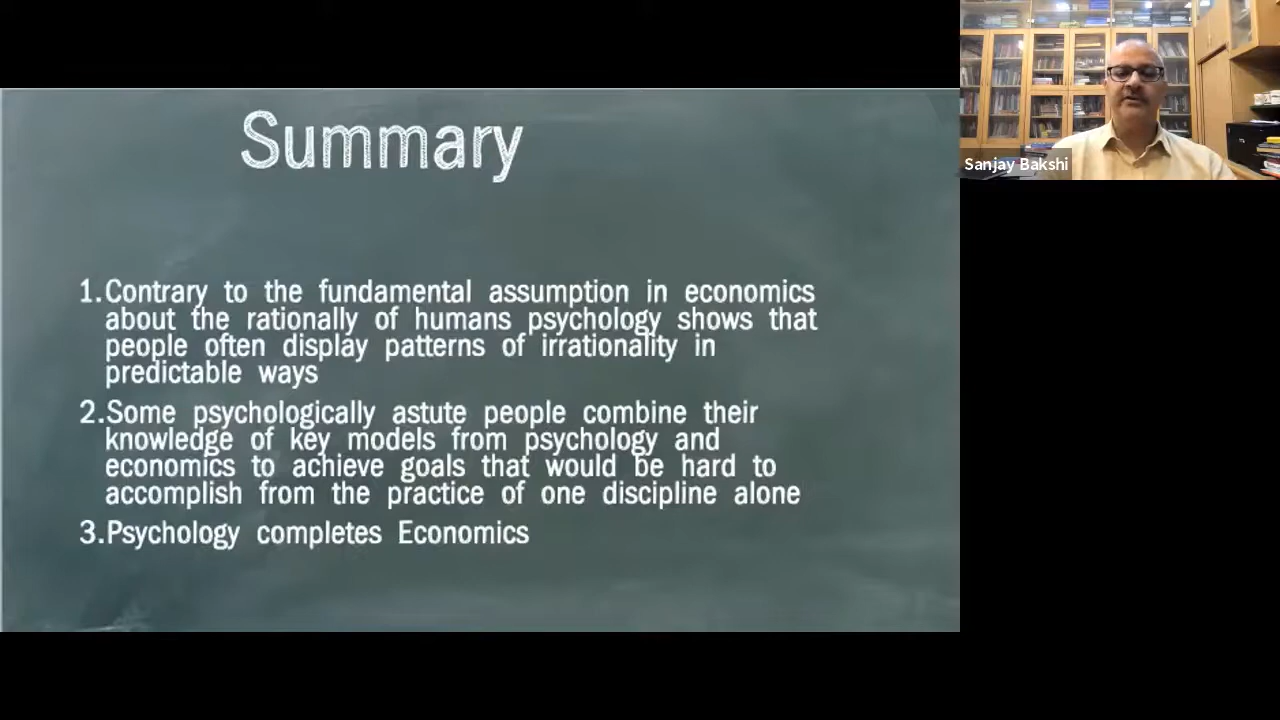 Summary
1.Contrary to the fundamental assumption in economics
about the rationally of humans psychology shows that
people often display patterns of irrationality in
predictable ways
2.Some psychologically astute people combine their
knowledge of key models from psychology and
economics to achieve goals that would be hard to
accomplish from the practice of one discipline alone
3.Psychology completes Economics
Sanjay Bakshi